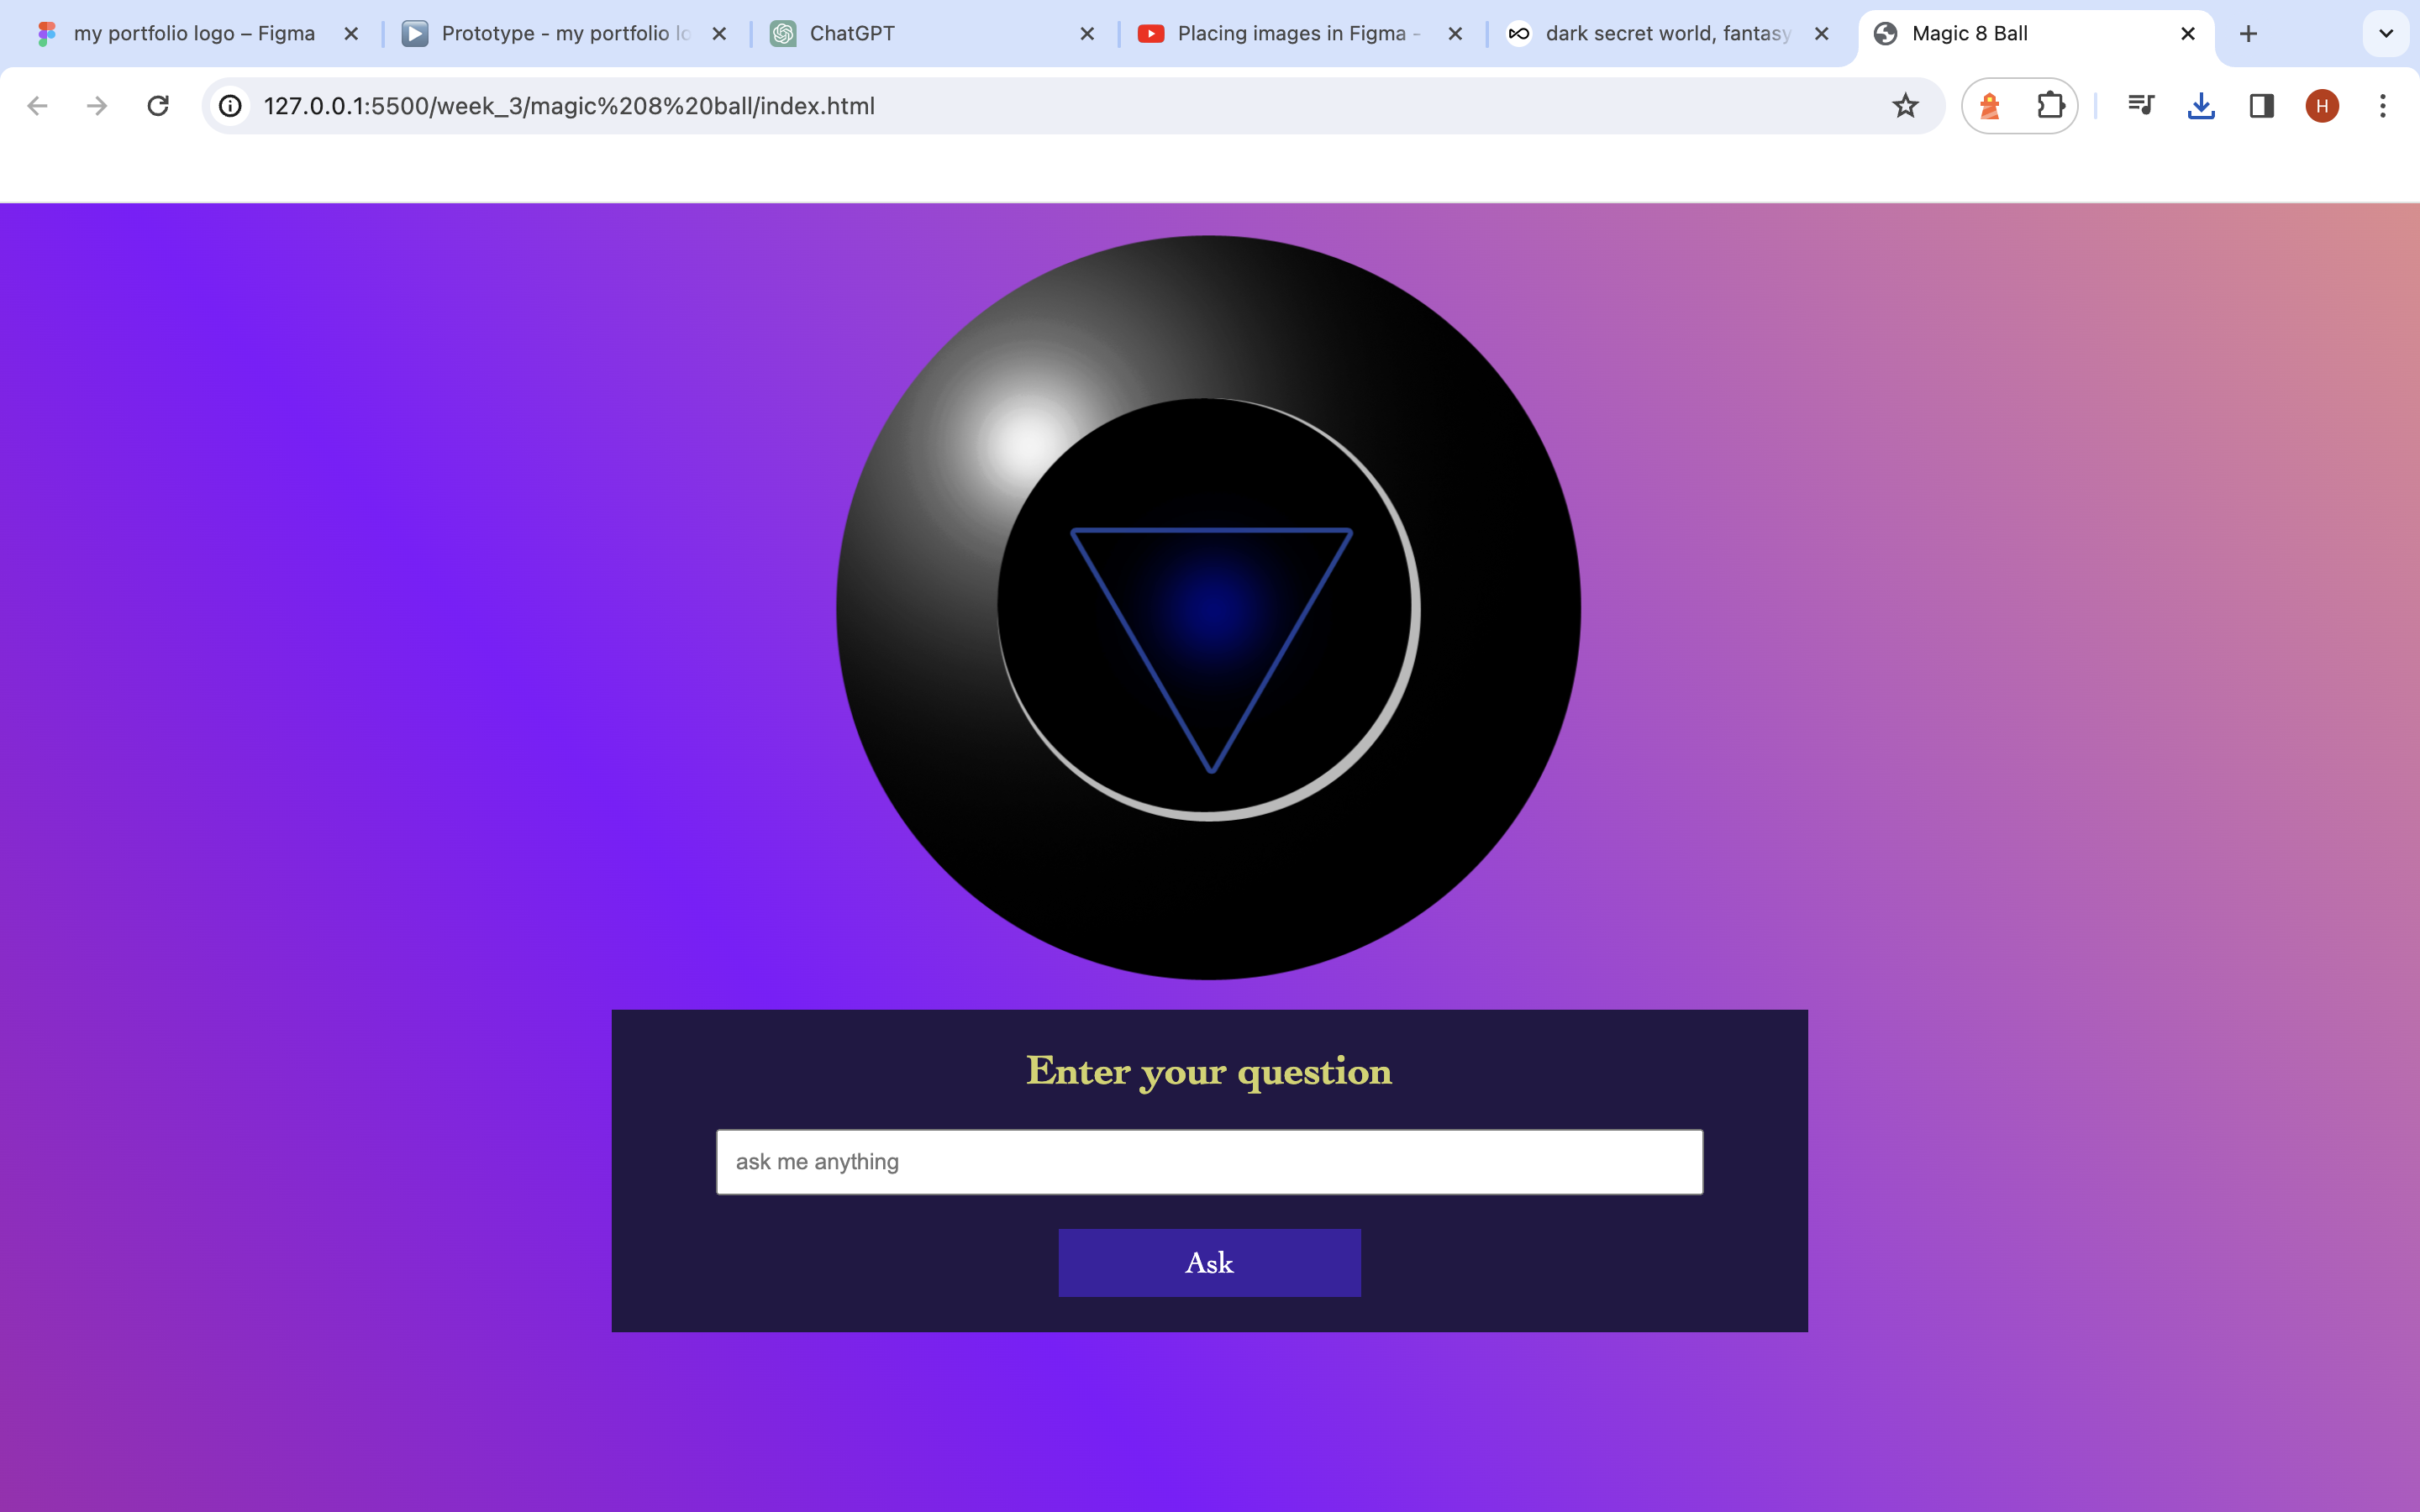 my portfolio logo – Figma
Prototype - my portfolio lo
ChatGPT
Placing images in Figma -
dark secret world, fantasy
Magic 8 Ball
127.0.0.1:5500/week_3/magic%208%20ball/index.html
H
Enter your question
ask me anything
Ask